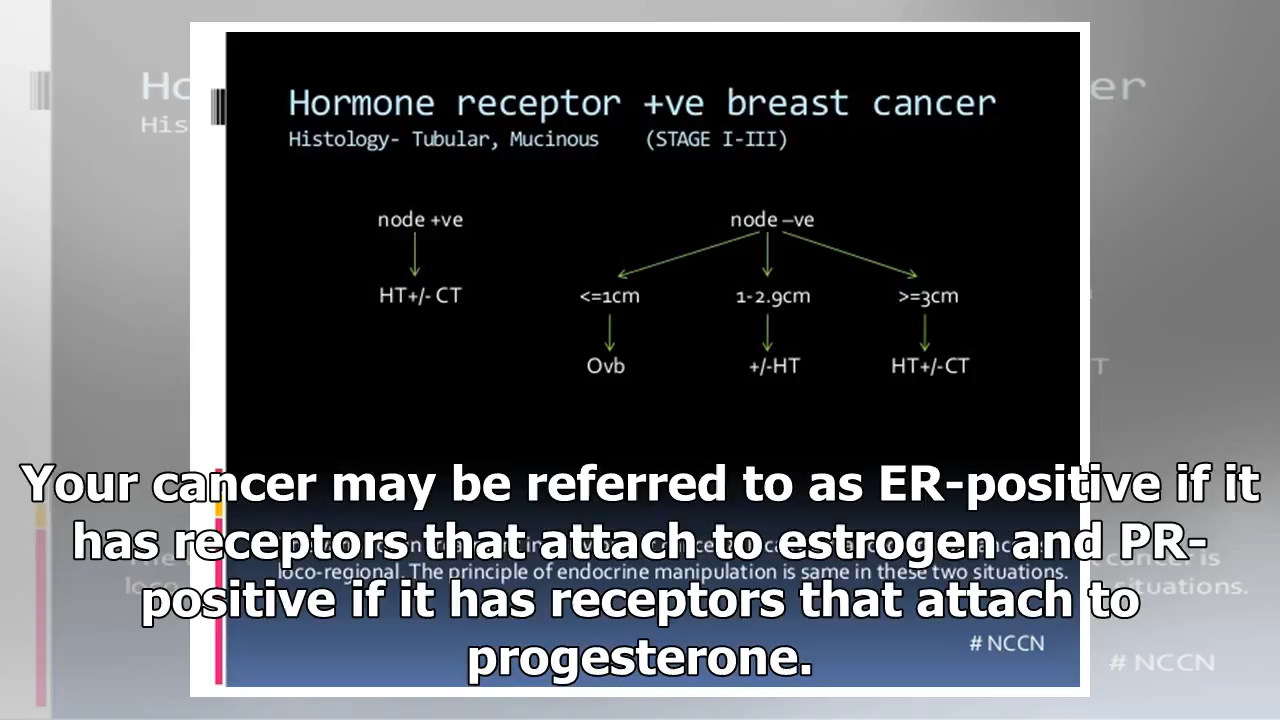 Hormone receptor +ve breast cancer
Histology- Tubular, Mucinous (STAGE I-III)
node +ve
node –ve
HT+/- CT
<=1cm
1-2.9cm
>=3cm
Ovb
+/-HT
HT+/-CT
Your cancer may be referred to as ER-positive if it
has receptors that attach to estrogen and PR-
loco-regional. The principle of endocrine manipulation is same in these two situations.
positive if it has receptors that attach to
progesterone.
# NCCN
# NCCN